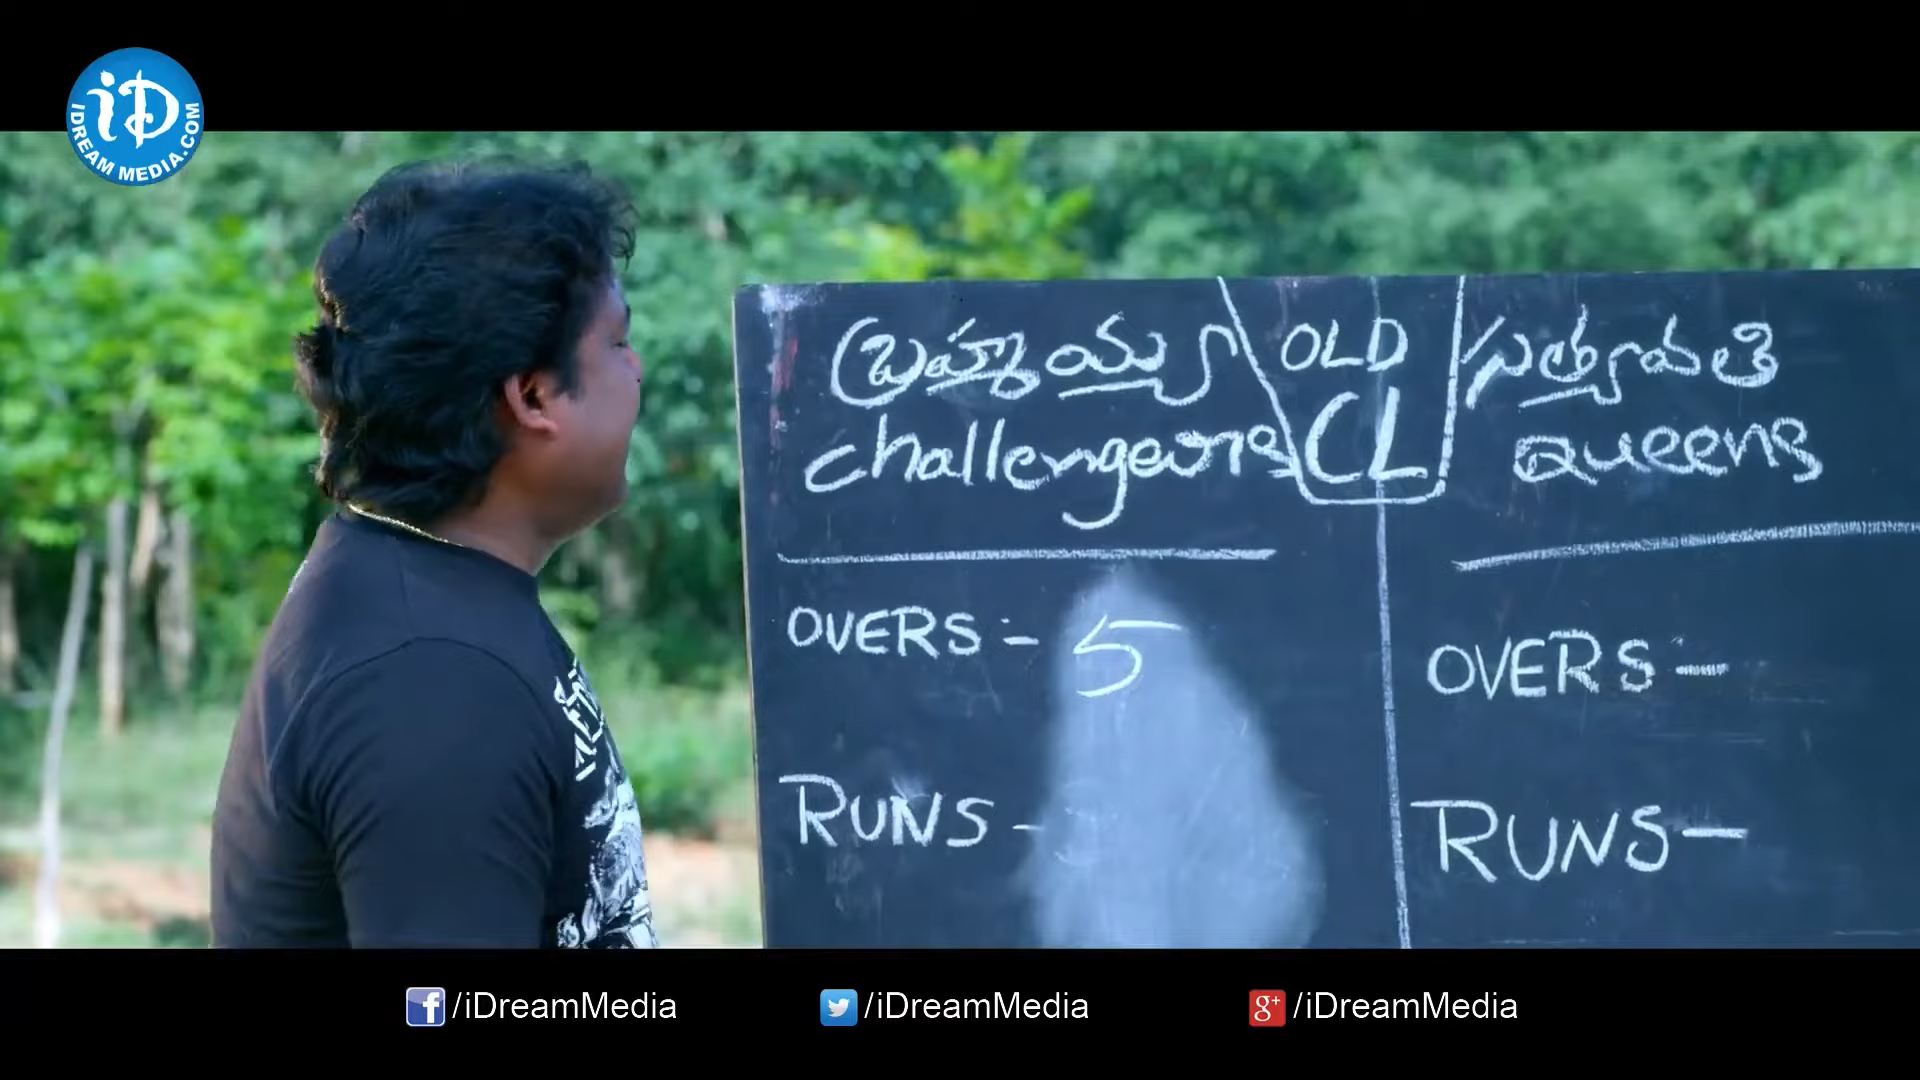 iD
IDREAM MEDIA.COM
బ్రహ్మయ్య
challengers
OLD
CL
సత్యవతి
Queens
OVERS :- 5
RUNS -
OVERS :-
RUNS -
/iDreamMedia
/iDreamMedia
/iDreamMedia